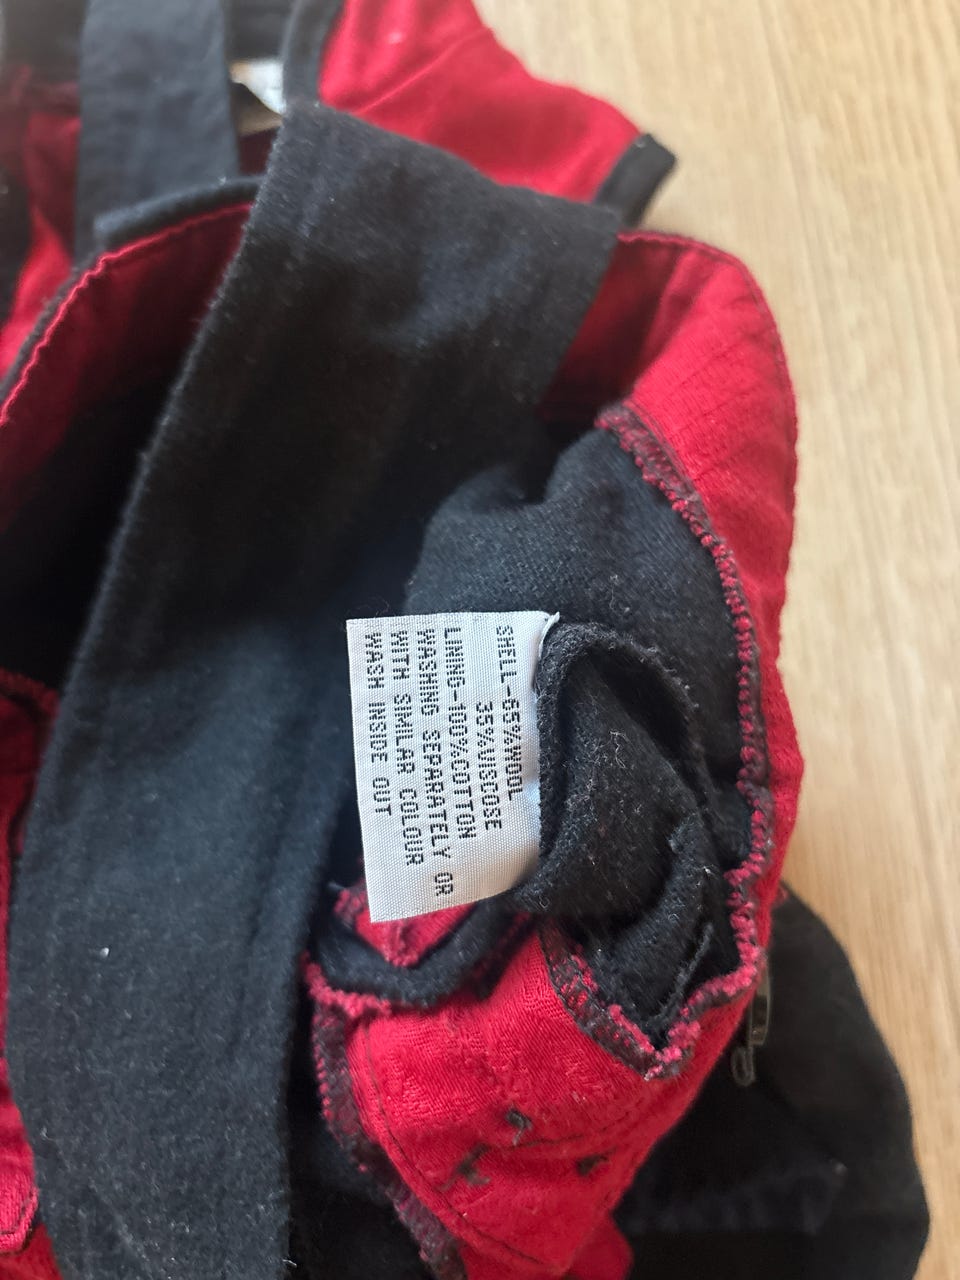 SHELL-65%WOOL
35%VISCOSE
LINING-100%COTTON
WASHING SEPARATELY OR
WITH SIMILAR COLOUR
WASH INSIDE OUT